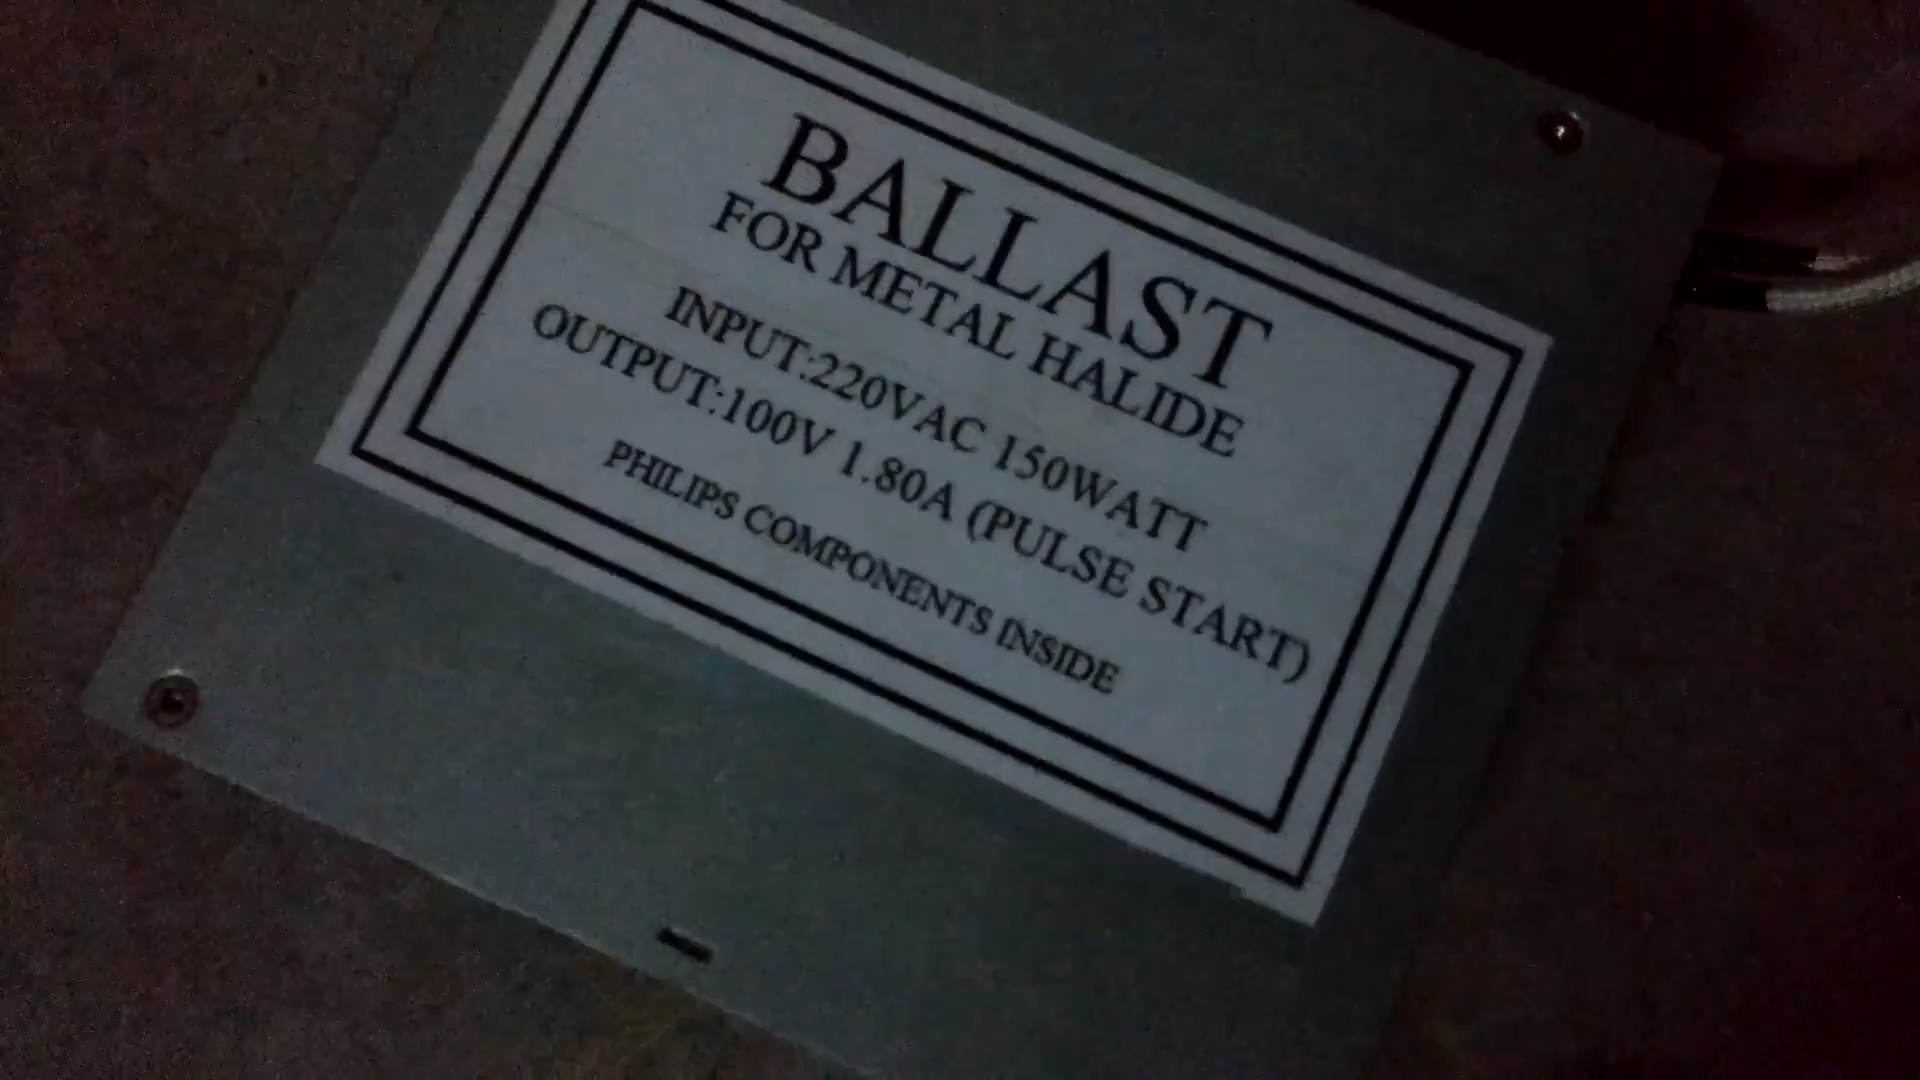 BALLAST
FOR METAL HALIDE
INPUT:220VAC 150WATT
OUTPUT:100V 1.80A (PULSE START)
PHILIPS COMPONENTS INSIDE